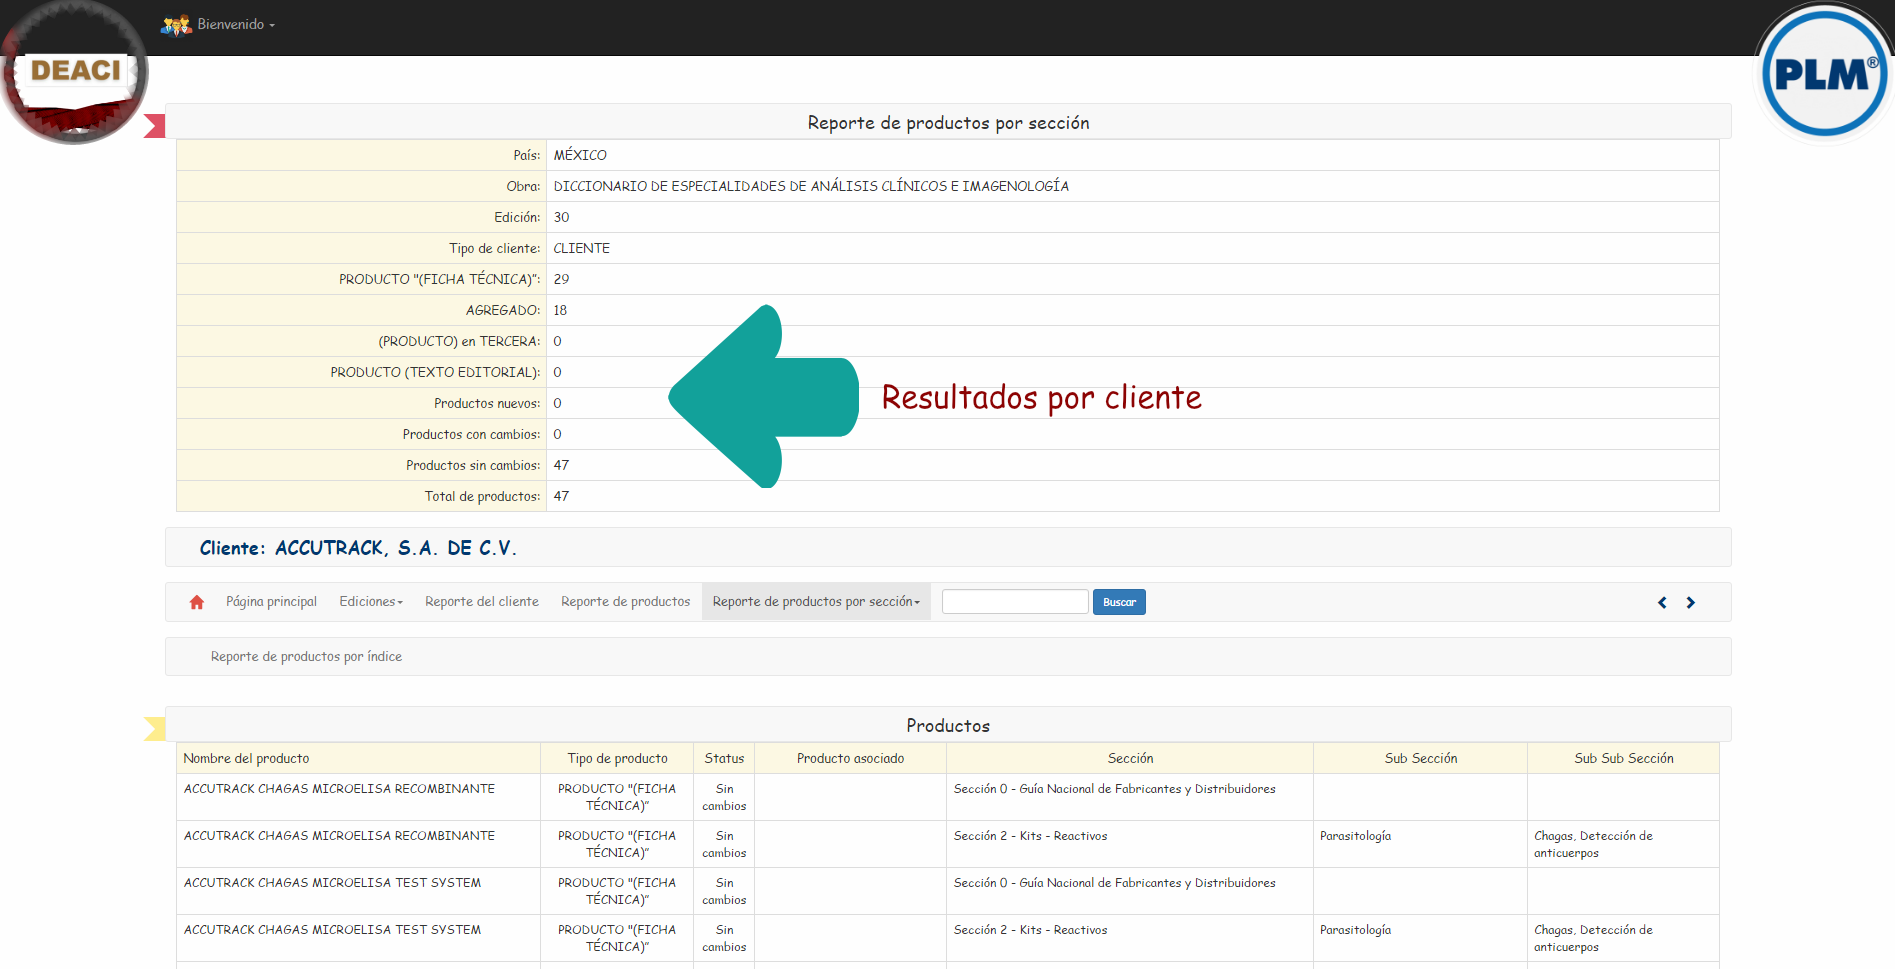 Bienvenido
DEACI
PLM®
Reporte de productos por sección
País: MÉXICO
Obra: DICCIONARIO DE ESPECIALIDADES DE ANÁLISIS CLÍNICOS E IMAGENOLOGÍA
Edición: 30
Tipo de cliente: CLIENTE
PRODUCTO "(FICHA TÉCNICA)": 29
AGREGADO: 18
(PRODUCTO) en TERCERA: 0
PRODUCTO (TEXTO EDITORIAL): 0
Productos nuevos: 0
Resultados por cliente
Productos con cambios: 0
Productos sin cambios: 47
Total de productos: 47
Cliente: ACCUTRACK, S.A. DE C.V.
Página principal Ediciones Reporte del cliente Reporte de productos Reporte de productos por sección Buscar
Reporte de productos por índice
Productos
Nombre del producto Tipo de producto Status Producto asociado Sección Sub Sección Sub Sub Sección
ACCUTRACK CHAGAS MICROELISA RECOMBINANTE PRODUCTO "(FICHA Sin Sección 0 - Guía Nacional de Fabricantes y Distribuidores
TÉCNICA)" cambios
ACCUTRACK CHAGAS MICROELISA RECOMBINANTE PRODUCTO "(FICHA Sin Sección 2 - Kits - Reactivos Parasitología Chagas, Detección de
TÉCNICA)" cambios anticuerpos
ACCUTRACK CHAGAS MICROELISA TEST SYSTEM PRODUCTO "(FICHA Sin Sección 0 - Guía Nacional de Fabricantes y Distribuidores
TÉCNICA)" cambios
ACCUTRACK CHAGAS MICROELISA TEST SYSTEM PRODUCTO "(FICHA Sin Sección 2 - Kits - Reactivos Parasitología Chagas, Detección de
TÉCNICA)" cambios anticuerpos